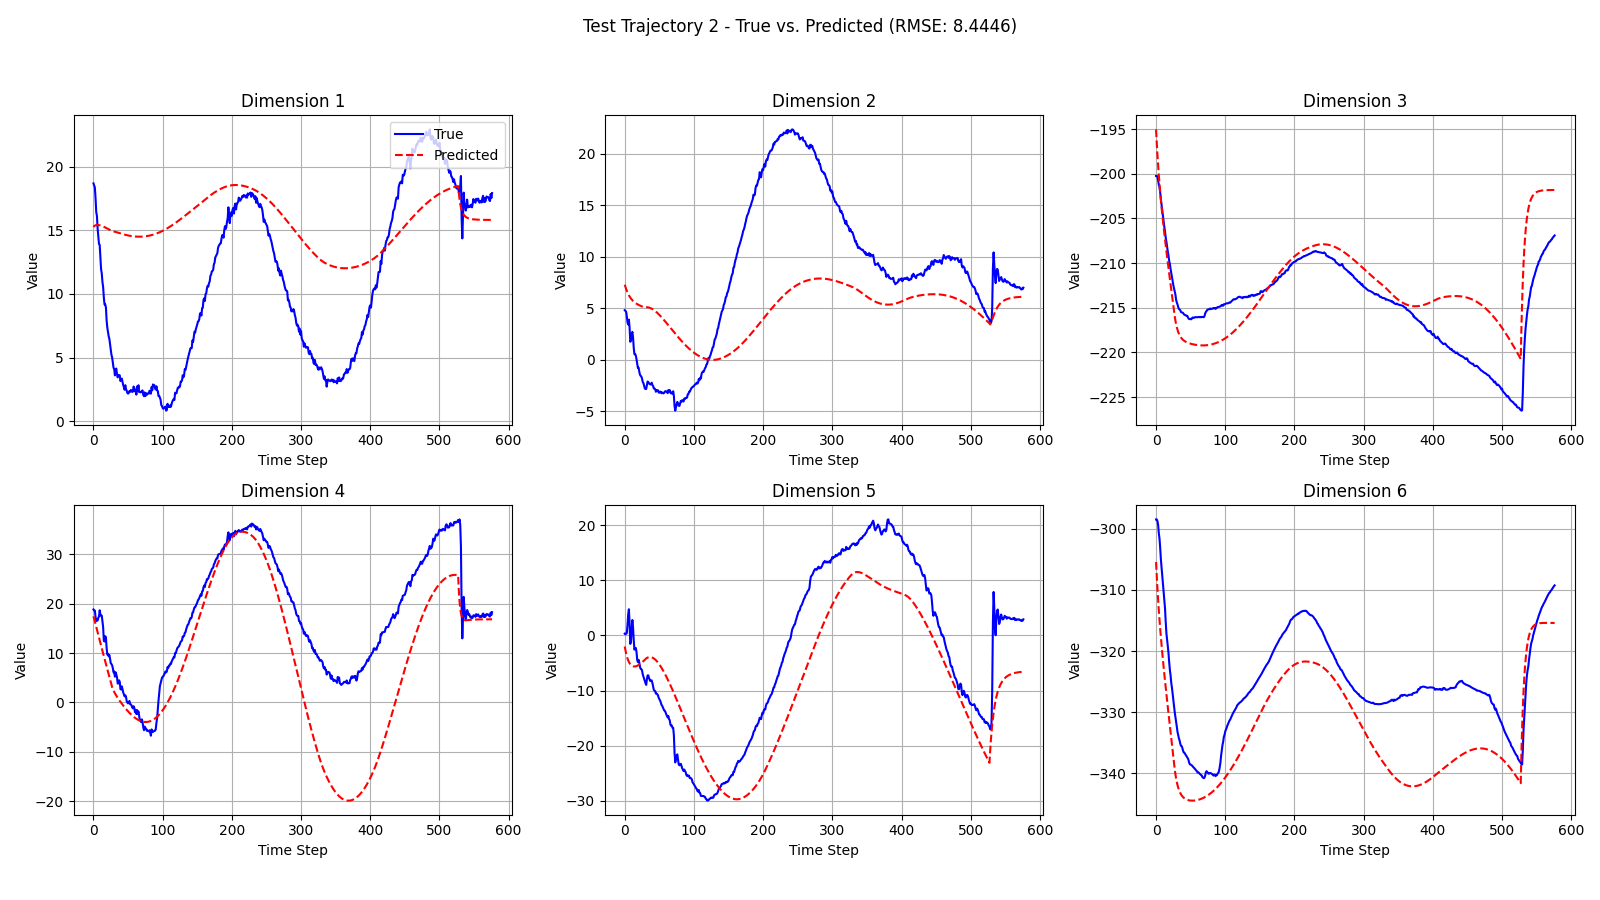 Test Trajectory 2 - True vs. Predicted (RMSE: 8.4446)
Dimension 1
Value
20
15
10
5
0
0 100 200 300 400 500 600
Time Step
True
Predicted
Dimension 2
Value
20
15
10
5
0
−5
0 100 200 300 400 500 600
Time Step
Dimension 3
Value
−195
−200
−205
−210
−215
−220
−225
0 100 200 300 400 500 600
Time Step
Dimension 4
Value
30
20
10
0
−10
−20
0 100 200 300 400 500 600
Time Step
Dimension 5
Value
20
10
0
−10
−20
−30
0 100 200 300 400 500 600
Time Step
Dimension 6
Value
−300
−310
−320
−330
−340
0 100 200 300 400 500 600
Time Step